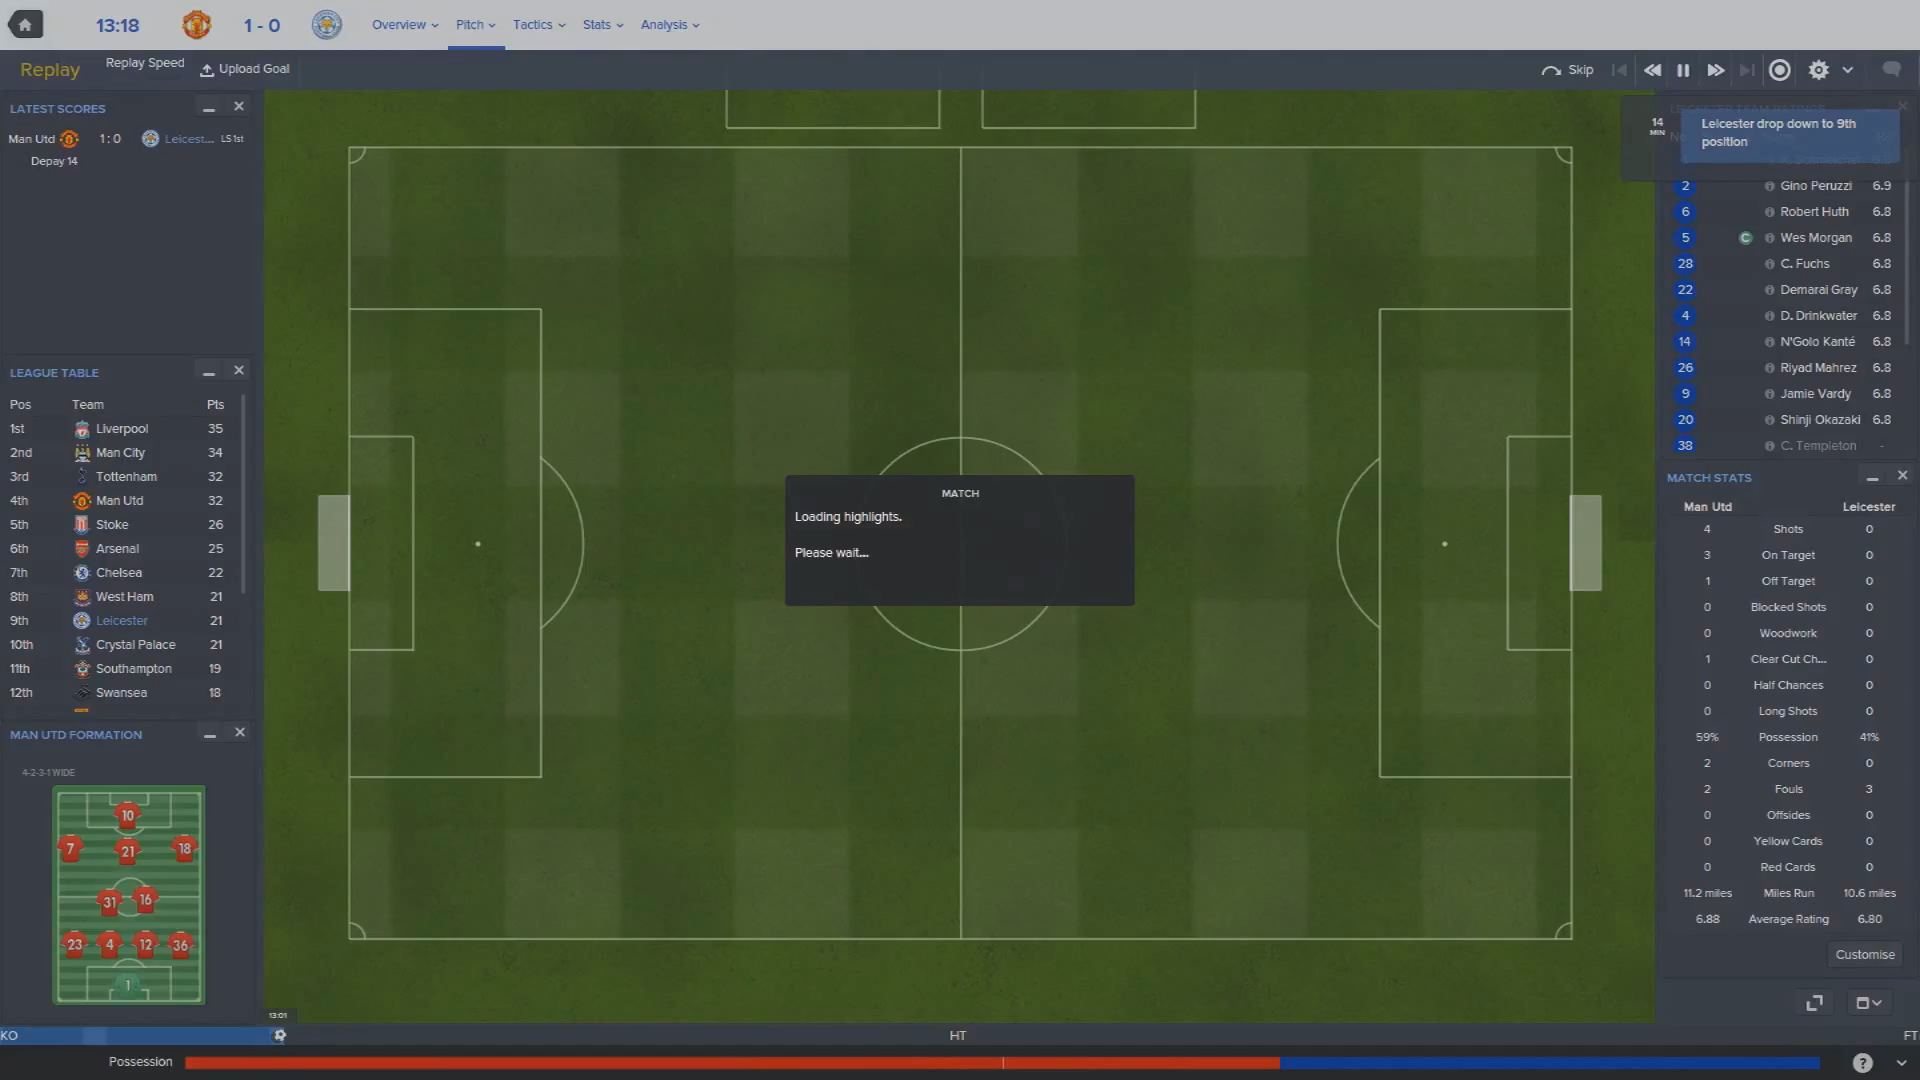 13:18
1 - 0
Overview
Pitch
Tactics
Stats
Analysis
Replay
Replay Speed
Upload Goal
Skip
LATEST SCORES
Man Utd 1 : 0 Leicest... LS 1st
Depay 14
LEAGUE TABLE
Pos Team Pts
1st Liverpool 35
2nd Man City 34
3rd Tottenham 32
4th Man Utd 32
5th Stoke 26
6th Arsenal 25
7th Chelsea 22
8th West Ham 21
9th Leicester 21
10th Crystal Palace 21
11th Southampton 19
12th Swansea 18
MAN UTD FORMATION
4-2-3-1 WIDE
10
7 21 18
31 16
23 4 12 36
1
MATCH
Loading highlights.
Please wait...
14
MIN
Leicester drop down to 9th
position
2 Gino Peruzzi 6.9
6 Robert Huth 6.8
5 C Wes Morgan 6.8
28 C. Fuchs 6.8
22 Demarai Gray 6.8
4 D. Drinkwater 6.8
14 N'Golo Kanté 6.8
26 Riyad Mahrez 6.8
9 Jamie Vardy 6.8
20 Shinji Okazaki 6.8
38 C. Templeton -
MATCH STATS
Man Utd Leicester
4 Shots 0
3 On Target 0
1 Off Target 0
0 Blocked Shots 0
0 Woodwork 0
1 Clear Cut Ch... 0
0 Half Chances 0
0 Long Shots 0
59% Possession 41%
2 Corners 0
2 Fouls 3
0 Offsides 0
0 Yellow Cards 0
0 Red Cards 0
11.2 miles Miles Run 10.6 miles
6.88 Average Rating 6.80
Customise
13:01
KO HT FT
Possession
?